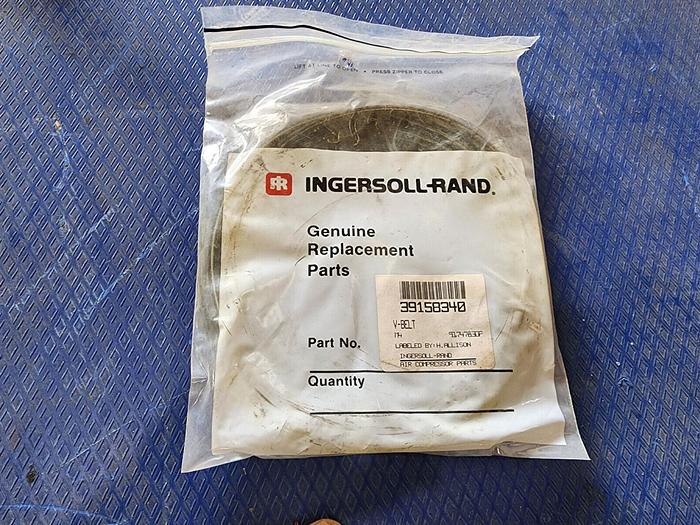 LIFT AT LINE TO OPEN • PRESS ZIPPER TO CLOSE
IR INGERSOLL-RAND®
Genuine
Replacement
Parts
39158340
V-BELT
LABELED BY: H.ALLISON
INGERSOLL-RAND
AIR COMPRESSOR PARTS
Part No.
Quantity